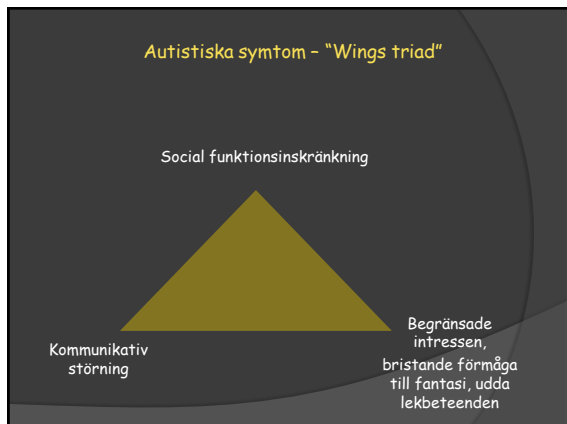 Autistiska symtom – "Wings triad"
Social funktionsinskränkning
Kommunikativ
störning
Begränsade
intressen,
bristande förmåga
till fantasi, udda
lekbeteenden